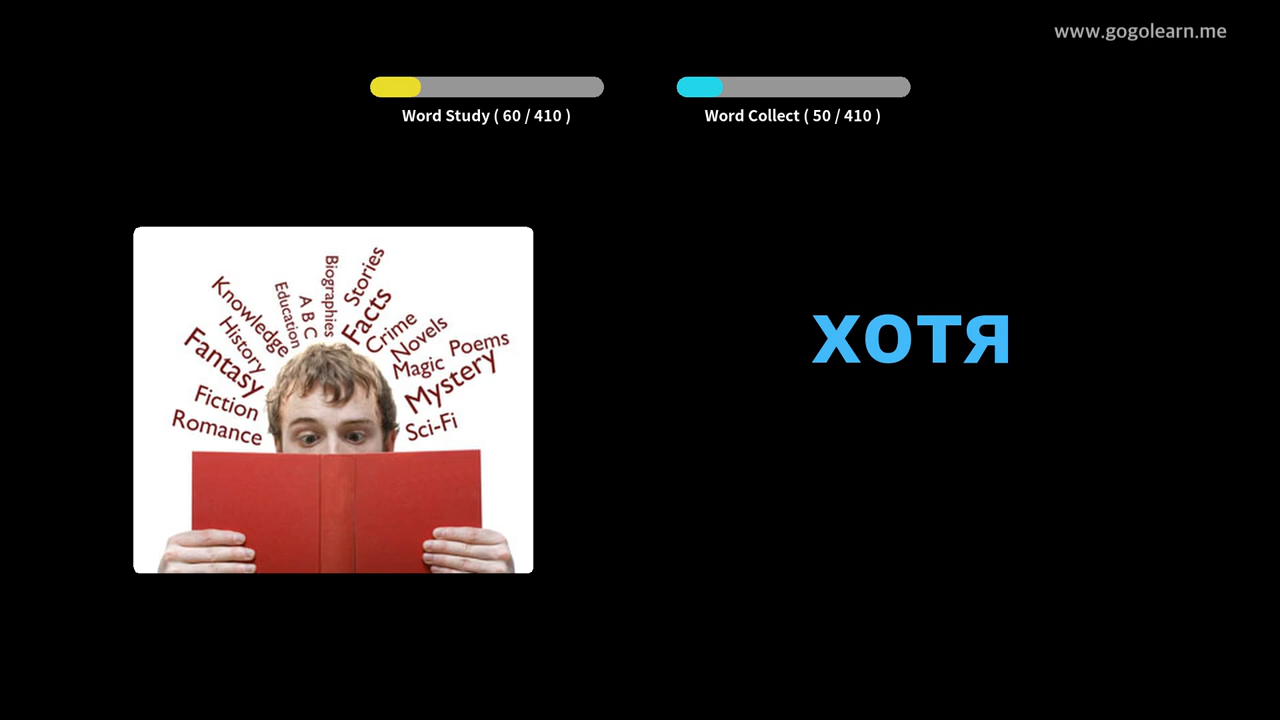 www.gogolearn.me
Word Study ( 60 / 410 )
Word Collect ( 50 / 410 )
хотя
Biographies
Stories
Facts
A B C
Education
Knowledge
History
Fantasy
Fiction
Romance
Crime
Novels
Poems
Magic
Mystery
Sci-Fi